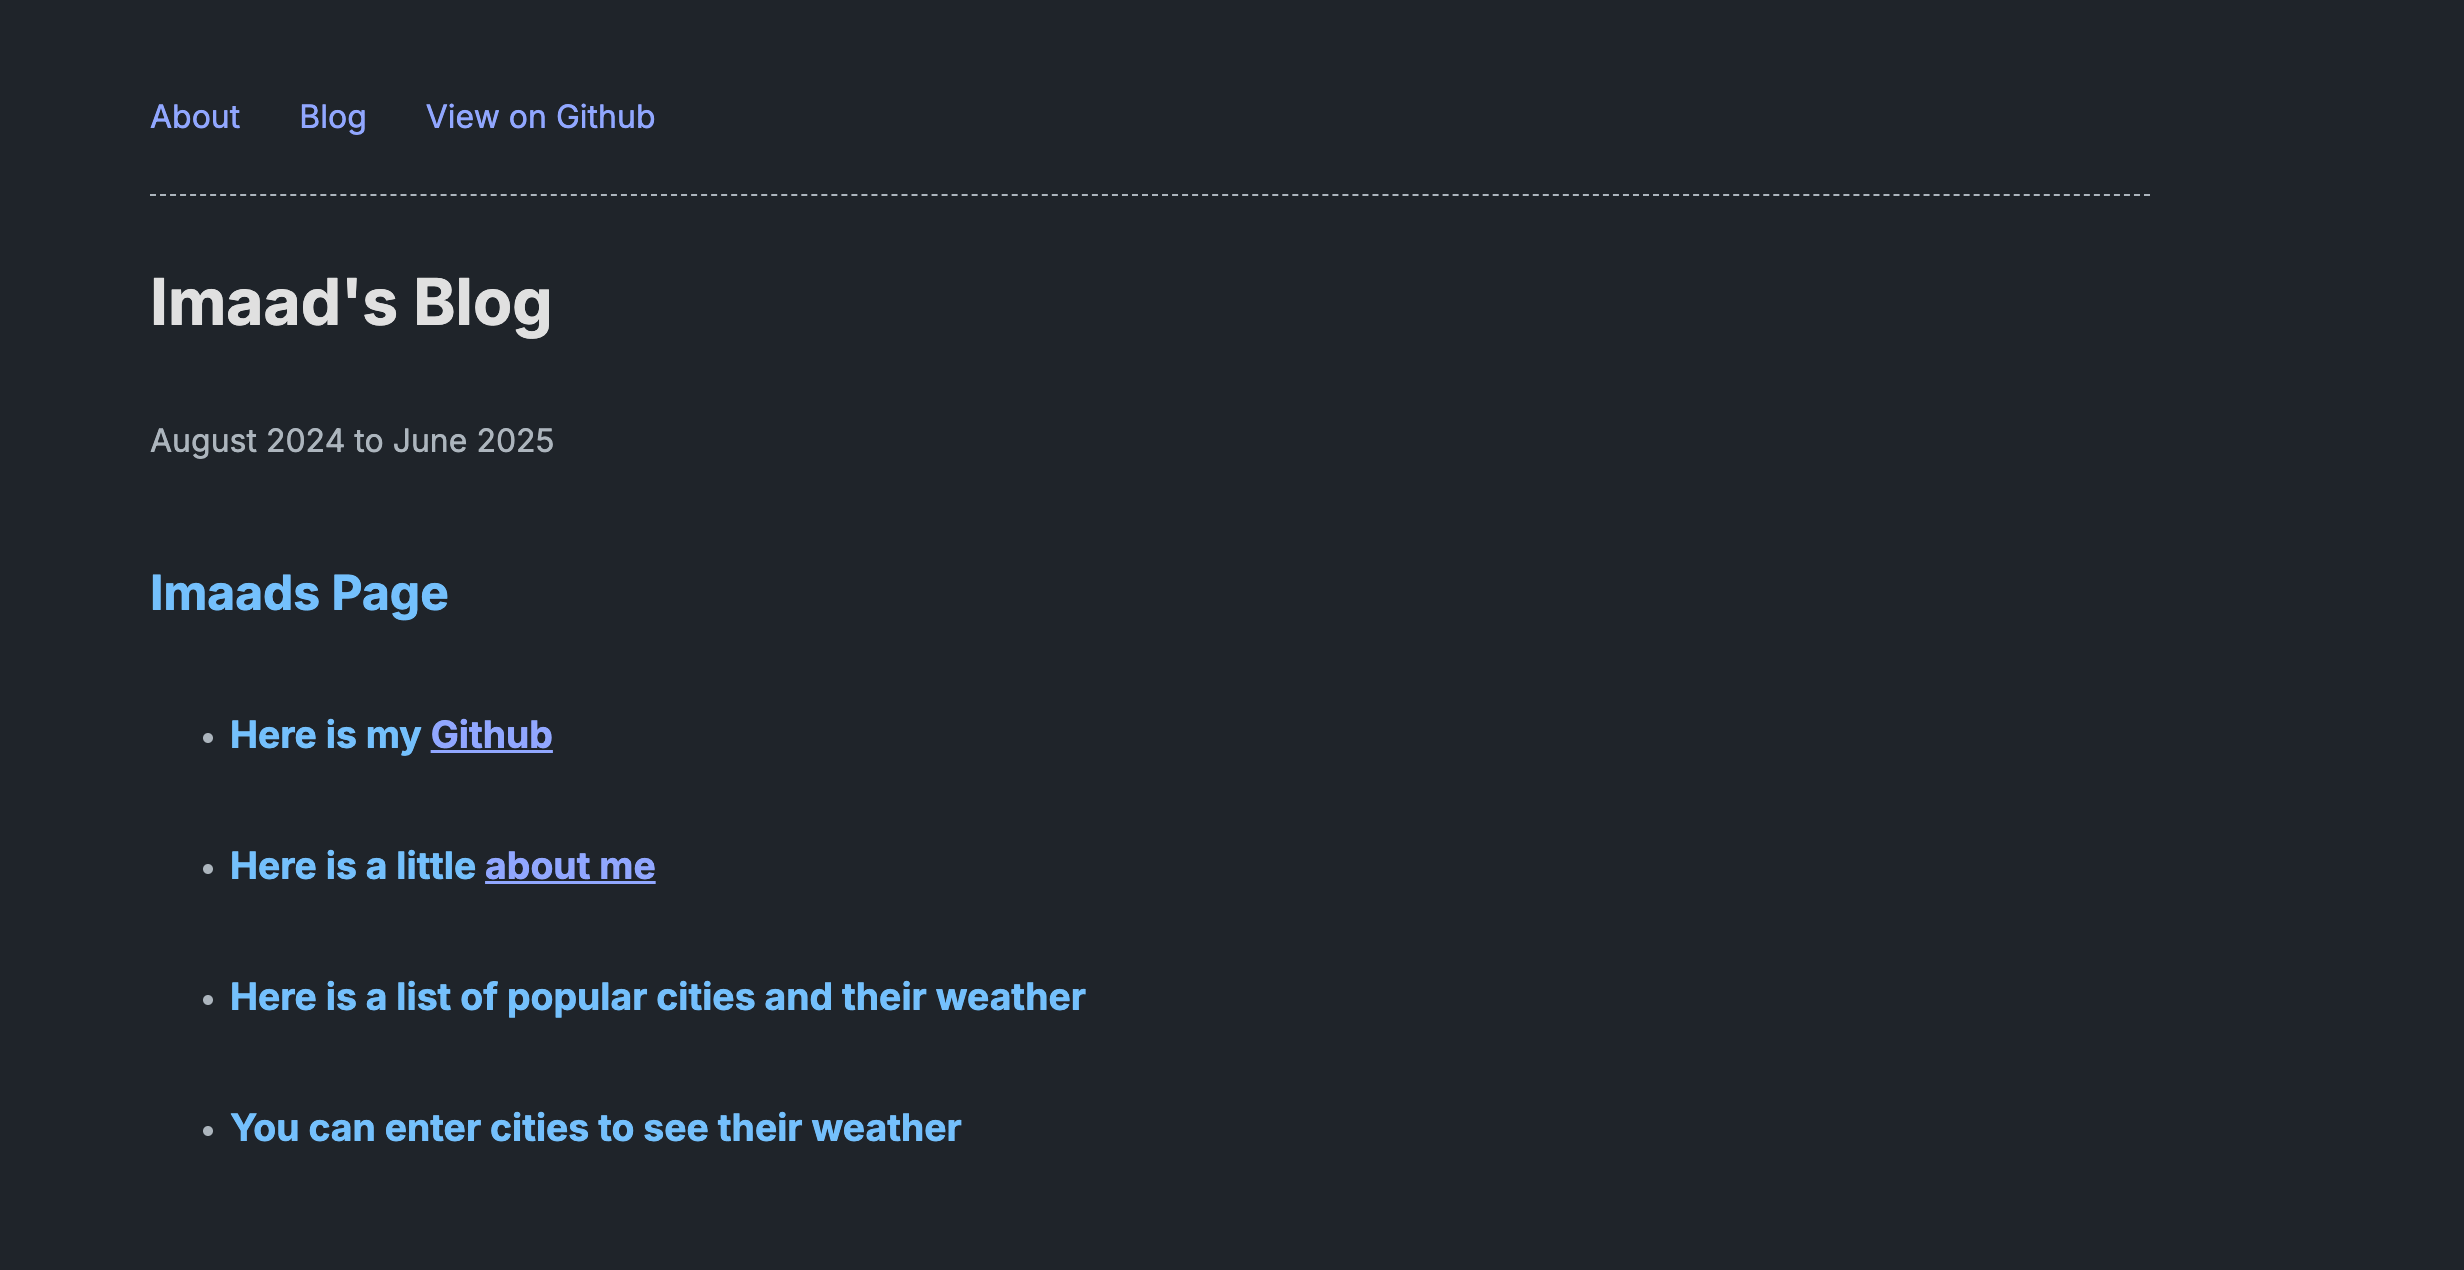 About Blog View on Github
Imaad's Blog
August 2024 to June 2025
Imaads Page
Here is my Github
Here is a little about me
Here is a list of popular cities and their weather
You can enter cities to see their weather